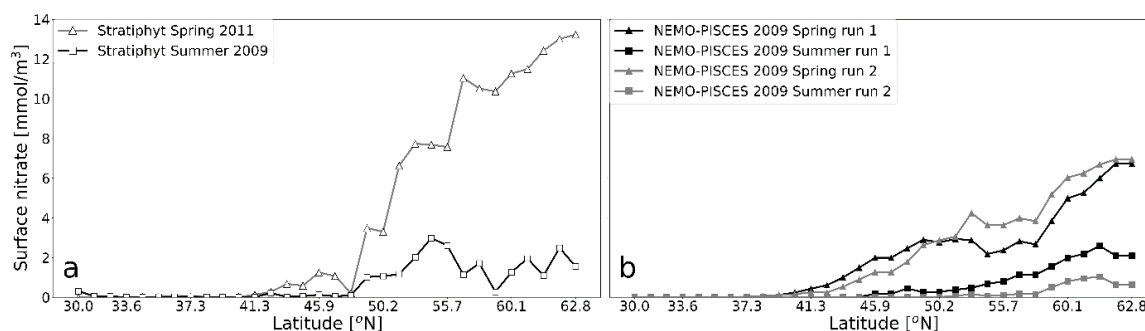 Surface nitrate [mmol/m³]
14
12
10
8
6
4
2
0
Stratiphyt Spring 2011
Stratiphyt Summer 2009
a
30.0 33.6 37.3 41.3 45.9 50.2 55.7 60.1 62.8
Latitude [°N]
NEMO-PISCES 2009 Spring run 1
NEMO-PISCES 2009 Summer run 1
NEMO-PISCES 2009 Spring run 2
NEMO-PISCES 2009 Summer run 2
b
30.0 33.6 37.3 41.3 45.9 50.2 55.7 60.1 62.8
Latitude [°N]